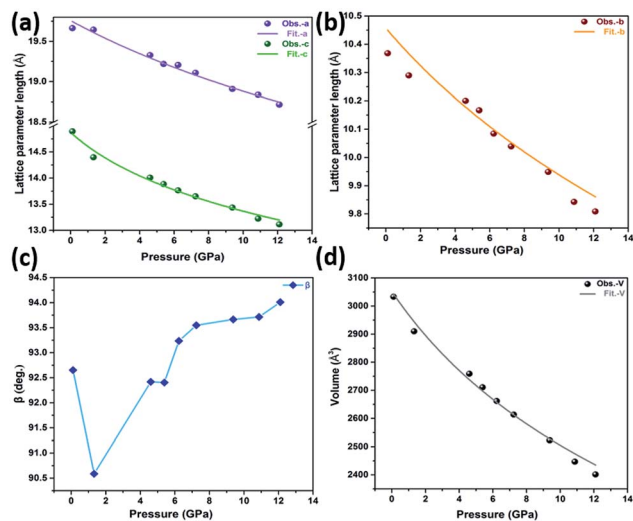 (a)
Obs.-a
Fit.-a
Obs.-c
Fit.-c
Lattice parameter length (Å)
19.5
19.0
18.5
14.5
14.0
13.5
13.0
0 2 4 6 8 10 12 14
Pressure (GPa)
(b)
Obs.-b
Fit.-b
Lattice parameter length (Å)
10.5
10.4
10.3
10.2
10.1
10.0
9.9
9.8
0 2 4 6 8 10 12 14
Pressure (GPa)
(c)
β
β (deg.)
94.5
94.0
93.5
93.0
92.5
92.0
91.5
91.0
90.5
0 2 4 6 8 10 12 14
Pressure (GPa)
(d)
Obs.-V
Fit.-V
Volume (Å³)
3100
3000
2900
2800
2700
2600
2500
2400
0 2 4 6 8 10 12 14
Pressure (GPa)